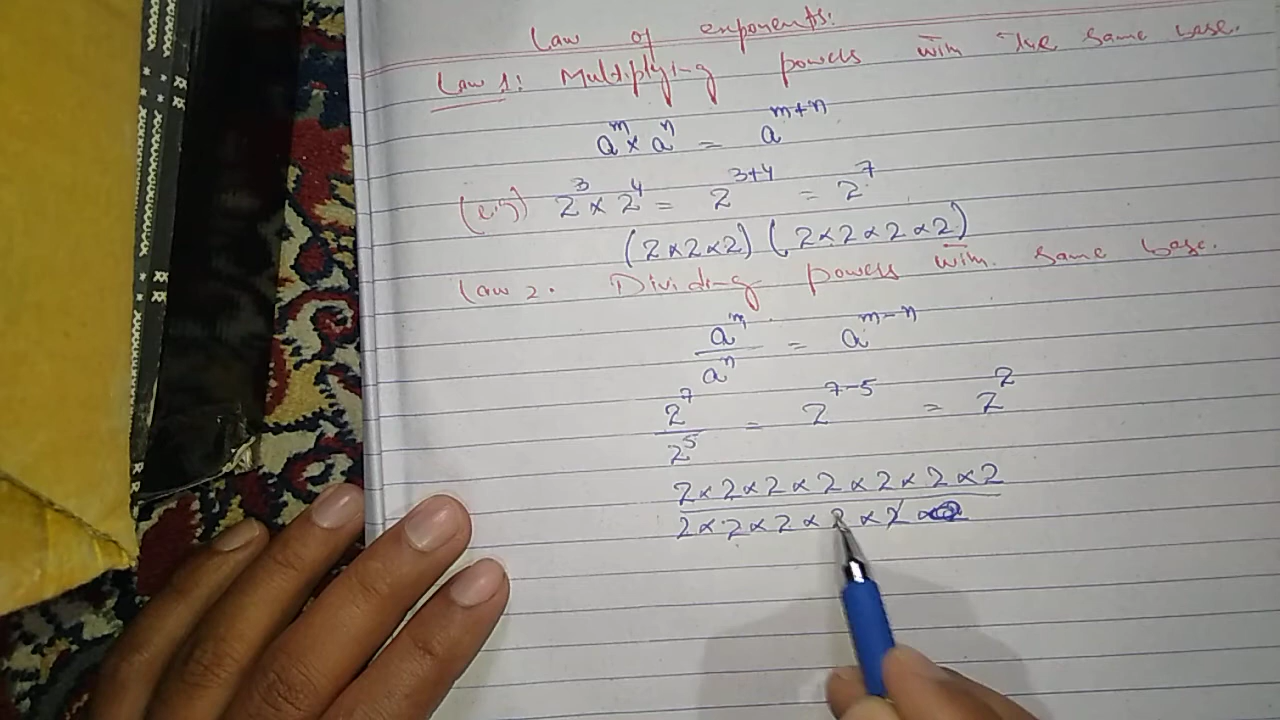 Law of exponents.
Law 1: Multiplying powers with the same base.
a^m × a^n = a^{m+n}
(e.g) 2^3 × 2^4 = 2^{3+4} = 2^7
(2×2×2) (2×2×2×2)
Law 2. Dividing powers with same base.
a^m / a^n = a^{m-n}
2^7 / 2^5 = 2^{7-5} = 2^2
2×2×2×2×2×2×2
2×2×2×2×2